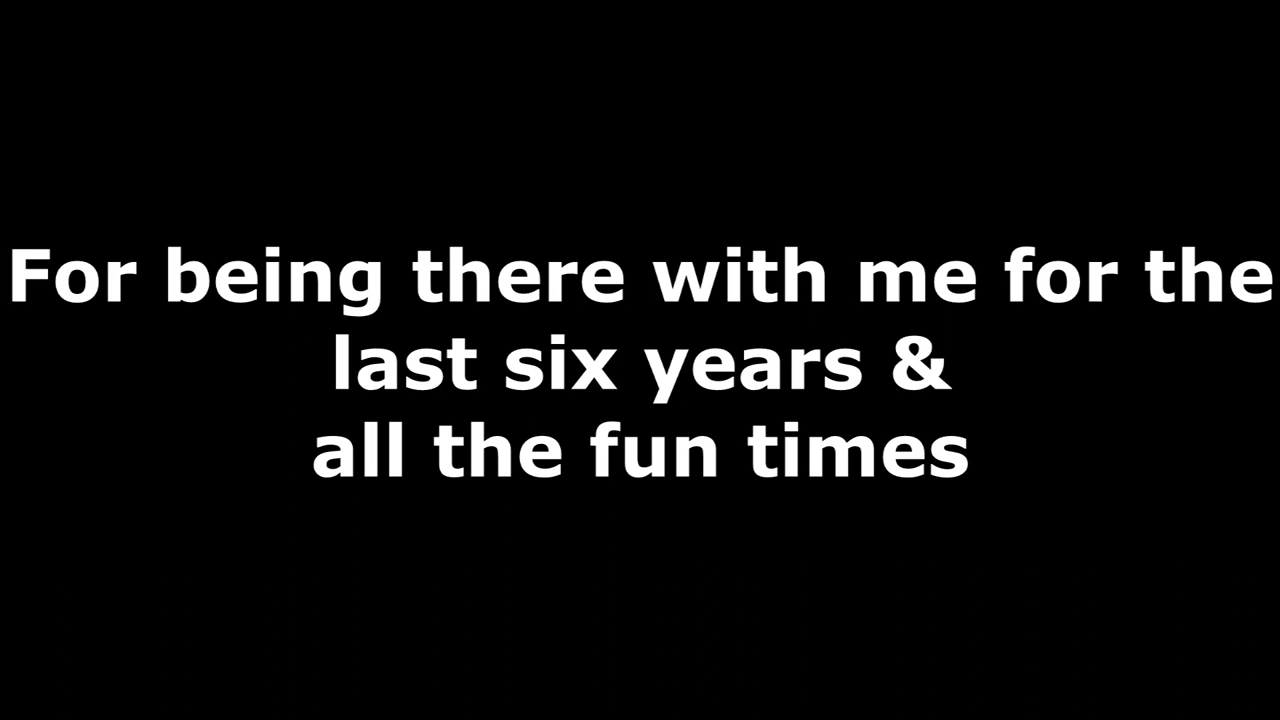 For being there with me for the
last six years &
all the fun times